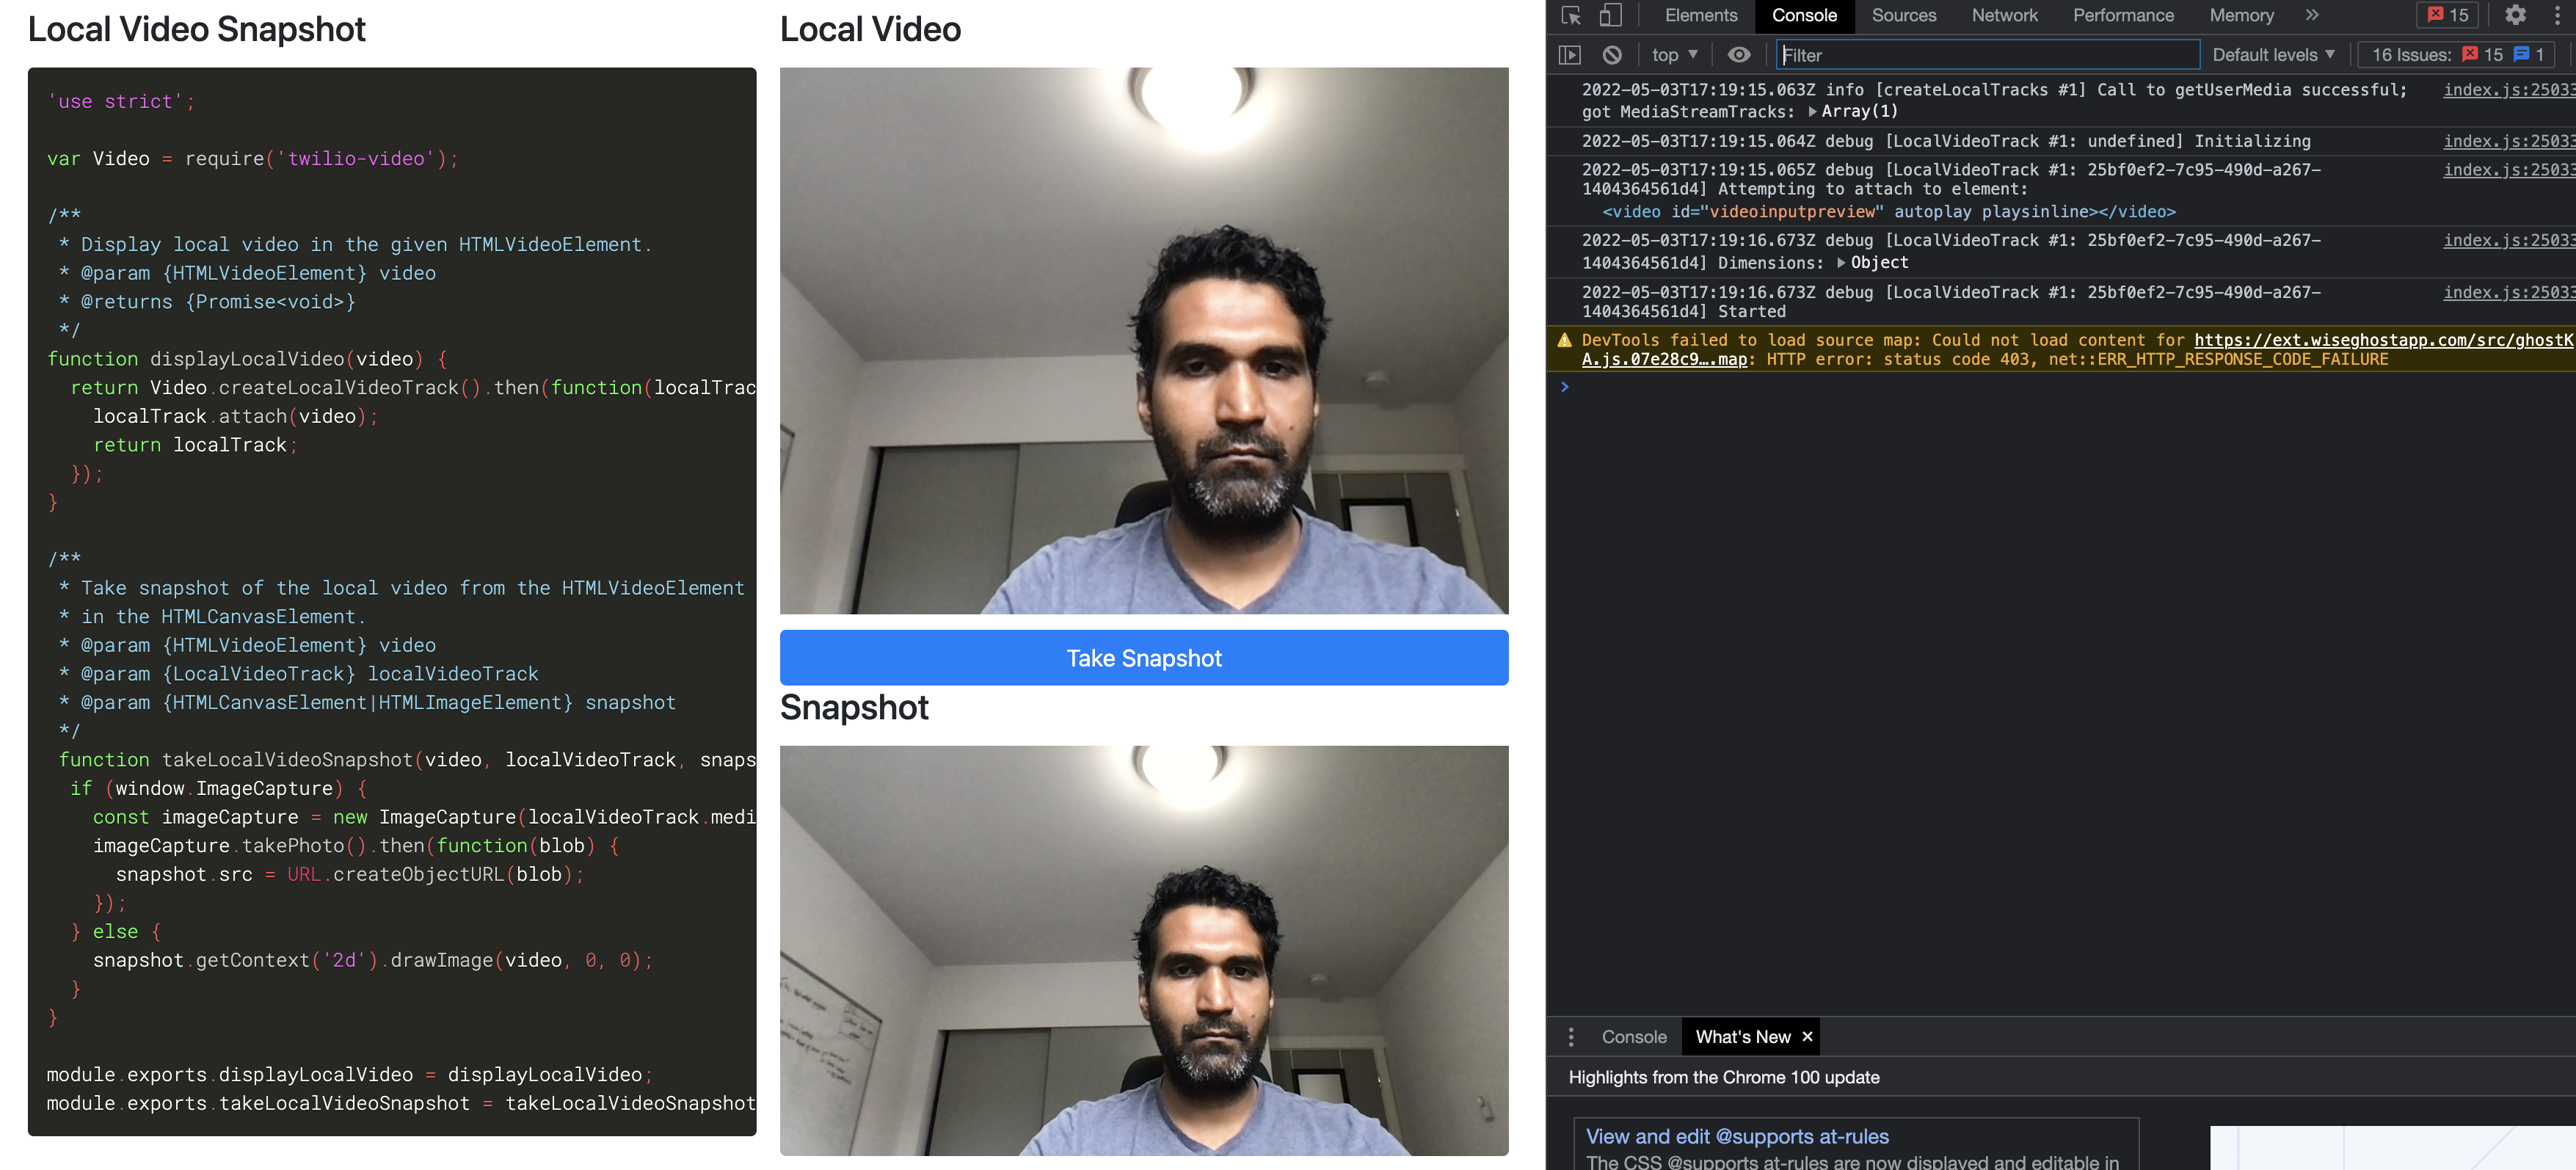 Local Video Snapshot
'use strict';
var Video = require('twilio-video');
/**
* Display local video in the given HTMLVideoElement.
* @param {HTMLVideoElement} video
* @returns {Promise<void>}
*/
function displayLocalVideo(video) {
return Video.createLocalVideoTrack().then(function(localTrac
localTrack.attach(video);
return localTrack;
});
}
/**
* Take snapshot of the local video from the HTMLVideoElement
* in the HTMLCanvasElement.
* @param {HTMLVideoElement} video
* @param {LocalVideoTrack} localVideoTrack
* @param {HTMLCanvasElement|HTMLImageElement} snapshot
*/
function takeLocalVideoSnapshot(video, localVideoTrack, snaps
if (window.ImageCapture) {
const imageCapture = new ImageCapture(localVideoTrack.medi
imageCapture.takePhoto().then(function(blob) {
snapshot.src = URL.createObjectURL(blob);
});
} else {
snapshot.getContext('2d').drawImage(video, 0, 0);
}
}
module.exports.displayLocalVideo = displayLocalVideo;
module.exports.takeLocalVideoSnapshot = takeLocalVideoSnapshot
Local Video
Take Snapshot
Snapshot
Elements Console Sources Network Performance Memory » 15
top Filter Default levels 16 Issues: 15 1
2022-05-03T17:19:15.063Z info [createLocalTracks #1] Call to getUserMedia successful; index.js:25033
got MediaStreamTracks: Array(1)
2022-05-03T17:19:15.064Z debug [LocalVideoTrack #1: undefined] Initializing index.js:25033
2022-05-03T17:19:15.065Z debug [LocalVideoTrack #1: 25bf0ef2-7c95-490d-a267- index.js:25033
1404364561d4] Attempting to attach to element:
<video id="videoinputpreview" autoplay playsinline></video>
2022-05-03T17:19:16.673Z debug [LocalVideoTrack #1: 25bf0ef2-7c95-490d-a267- index.js:25033
1404364561d4] Dimensions: Object
2022-05-03T17:19:16.673Z debug [LocalVideoTrack #1: 25bf0ef2-7c95-490d-a267- index.js:25033
1404364561d4] Started
DevTools failed to load source map: Could not load content for https://ext.wiseghostapp.com/src/ghostK
A.js.07e28c9….map: HTTP error: status code 403, net::ERR_HTTP_RESPONSE_CODE_FAILURE
>
Console What's New ×
Highlights from the Chrome 100 update
View and edit @supports at-rules
The CSS @supports at-rules are now displayed and editable in